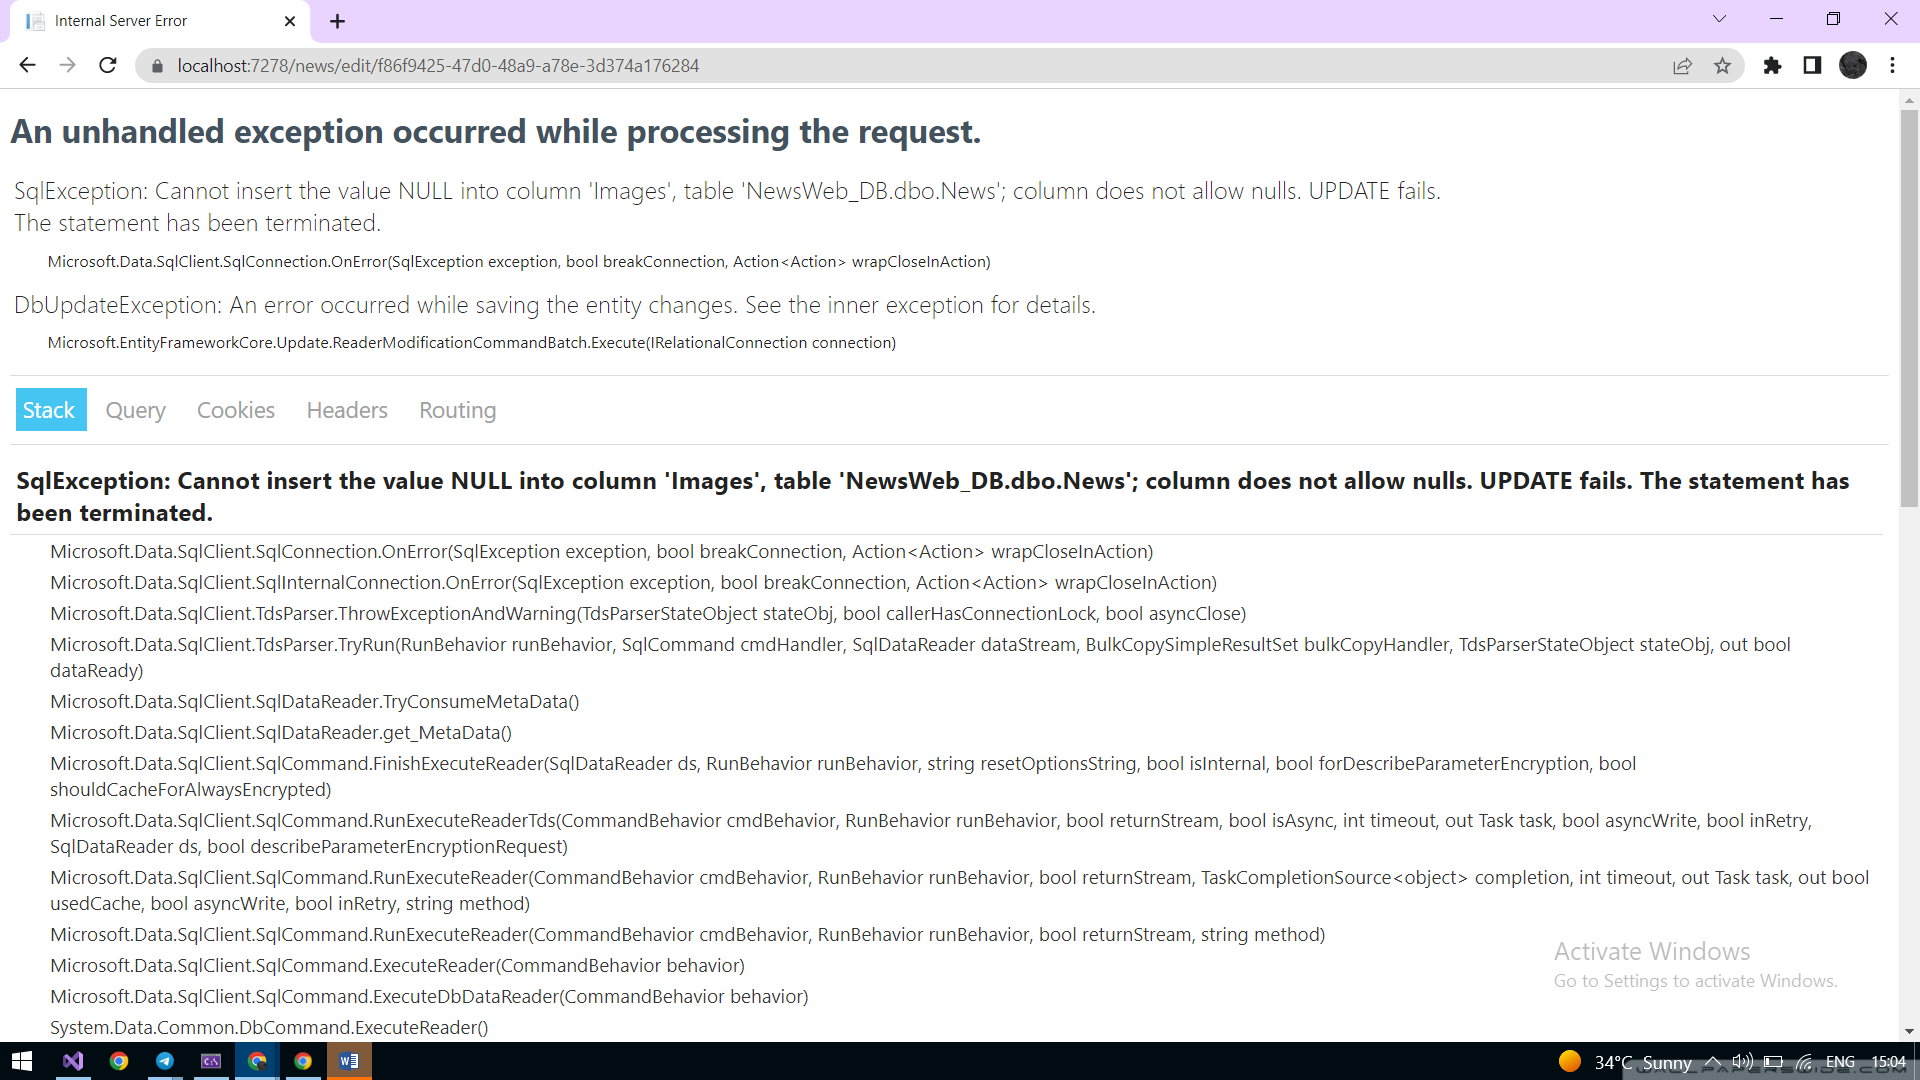 Internal Server Error
localhost:7278/news/edit/f86f9425-47d0-48a9-a78e-3d374a176284
An unhandled exception occurred while processing the request.
SqlException: Cannot insert the value NULL into column 'Images', table 'NewsWeb_DB.dbo.News'; column does not allow nulls. UPDATE fails.
The statement has been terminated.
Microsoft.Data.SqlClient.SqlConnection.OnError(SqlException exception, bool breakConnection, Action<Action> wrapCloseInAction)
DbUpdateException: An error occurred while saving the entity changes. See the inner exception for details.
Microsoft.EntityFrameworkCore.Update.ReaderModificationCommandBatch.Execute(IRelationalConnection connection)
Stack Query Cookies Headers Routing
SqlException: Cannot insert the value NULL into column 'Images', table 'NewsWeb_DB.dbo.News'; column does not allow nulls. UPDATE fails. The statement has
been terminated.
Microsoft.Data.SqlClient.SqlConnection.OnError(SqlException exception, bool breakConnection, Action<Action> wrapCloseInAction)
Microsoft.Data.SqlClient.SqlInternalConnection.OnError(SqlException exception, bool breakConnection, Action<Action> wrapCloseInAction)
Microsoft.Data.SqlClient.TdsParser.ThrowExceptionAndWarning(TdsParserStateObject stateObj, bool callerHasConnectionLock, bool asyncClose)
Microsoft.Data.SqlClient.TdsParser.TryRun(RunBehavior runBehavior, SqlCommand cmdHandler, SqlDataReader dataStream, BulkCopySimpleResultSet bulkCopyHandler, TdsParserStateObject stateObj, out bool
dataReady)
Microsoft.Data.SqlClient.SqlDataReader.TryConsumeMetaData()
Microsoft.Data.SqlClient.SqlDataReader.get_MetaData()
Microsoft.Data.SqlClient.SqlCommand.FinishExecuteReader(SqlDataReader ds, RunBehavior runBehavior, string resetOptionsString, bool isInternal, bool forDescribeParameterEncryption, bool
shouldCacheForAlwaysEncrypted)
Microsoft.Data.SqlClient.SqlCommand.RunExecuteReaderTds(CommandBehavior cmdBehavior, RunBehavior runBehavior, bool returnStream, bool isAsync, int timeout, out Task task, bool asyncWrite, bool inRetry,
SqlDataReader ds, bool describeParameterEncryptionRequest)
Microsoft.Data.SqlClient.SqlCommand.RunExecuteReader(CommandBehavior cmdBehavior, RunBehavior runBehavior, bool returnStream, TaskCompletionSource<object> completion, int timeout, out Task task, out bool
usedCache, bool asyncWrite, bool inRetry, string method)
Microsoft.Data.SqlClient.SqlCommand.RunExecuteReader(CommandBehavior cmdBehavior, RunBehavior runBehavior, bool returnStream, string method)
Microsoft.Data.SqlClient.SqlCommand.ExecuteReader(CommandBehavior behavior)
Microsoft.Data.SqlClient.SqlCommand.ExecuteDbDataReader(CommandBehavior behavior)
System.Data.Common.DbCommand.ExecuteReader()
Activate Windows
Go to Settings to activate Windows.
34°C Sunny ENG 15:04